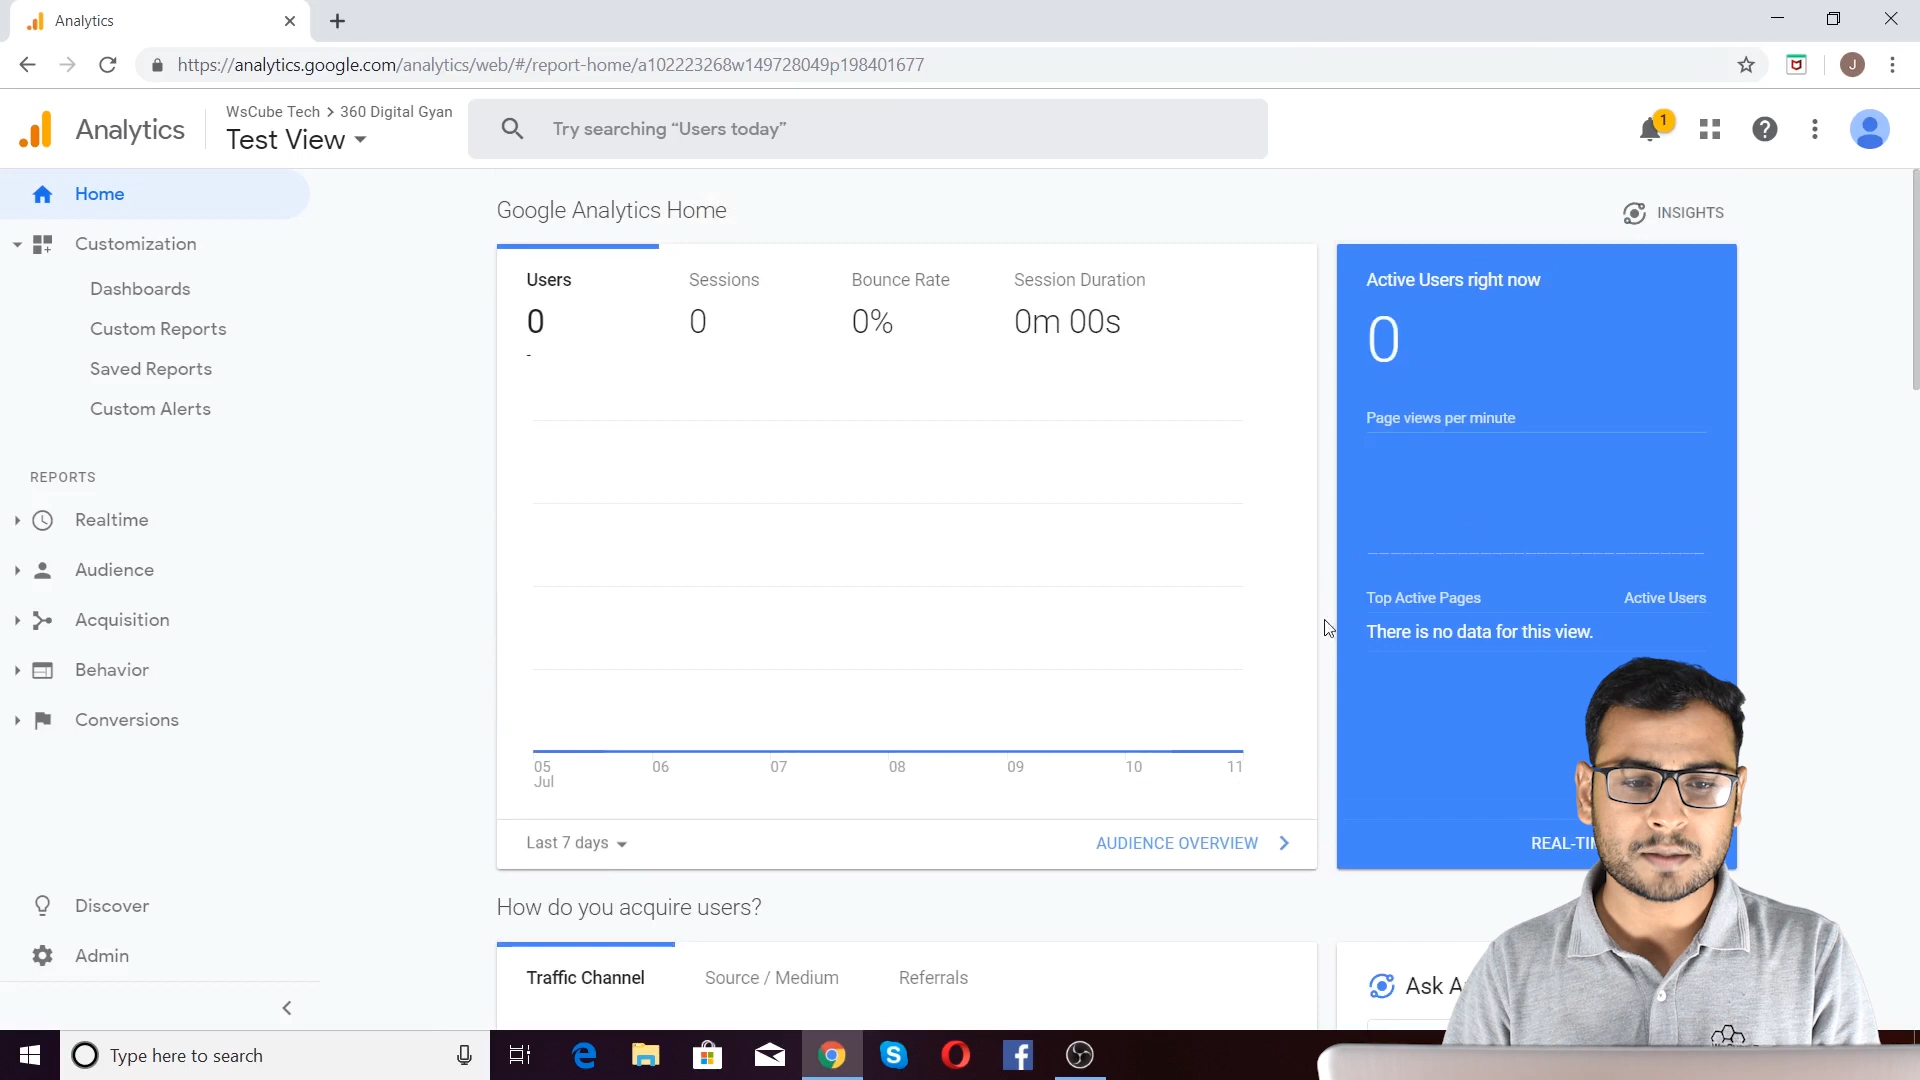 Analytics
https://analytics.google.com/analytics/web/#/report-home/a102223268w149728049p198401677
J
Analytics
WsCube Tech > 360 Digital Gyan
Test View
Try searching “Users today”
1
Home
Customization
Dashboards
Custom Reports
Saved Reports
Custom Alerts
REPORTS
Realtime
Audience
Acquisition
Behavior
Conversions
Discover
Admin
Google Analytics Home
INSIGHTS
Users Sessions Bounce Rate Session Duration
0 0 0% 0m 00s
-
05 06 07 08 09 10 11
Jul
Last 7 days
AUDIENCE OVERVIEW
Active Users right now
0
Page views per minute
Top Active Pages Active Users
There is no data for this view.
How do you acquire users?
Traffic Channel Source / Medium Referrals
Ask
Type here to search